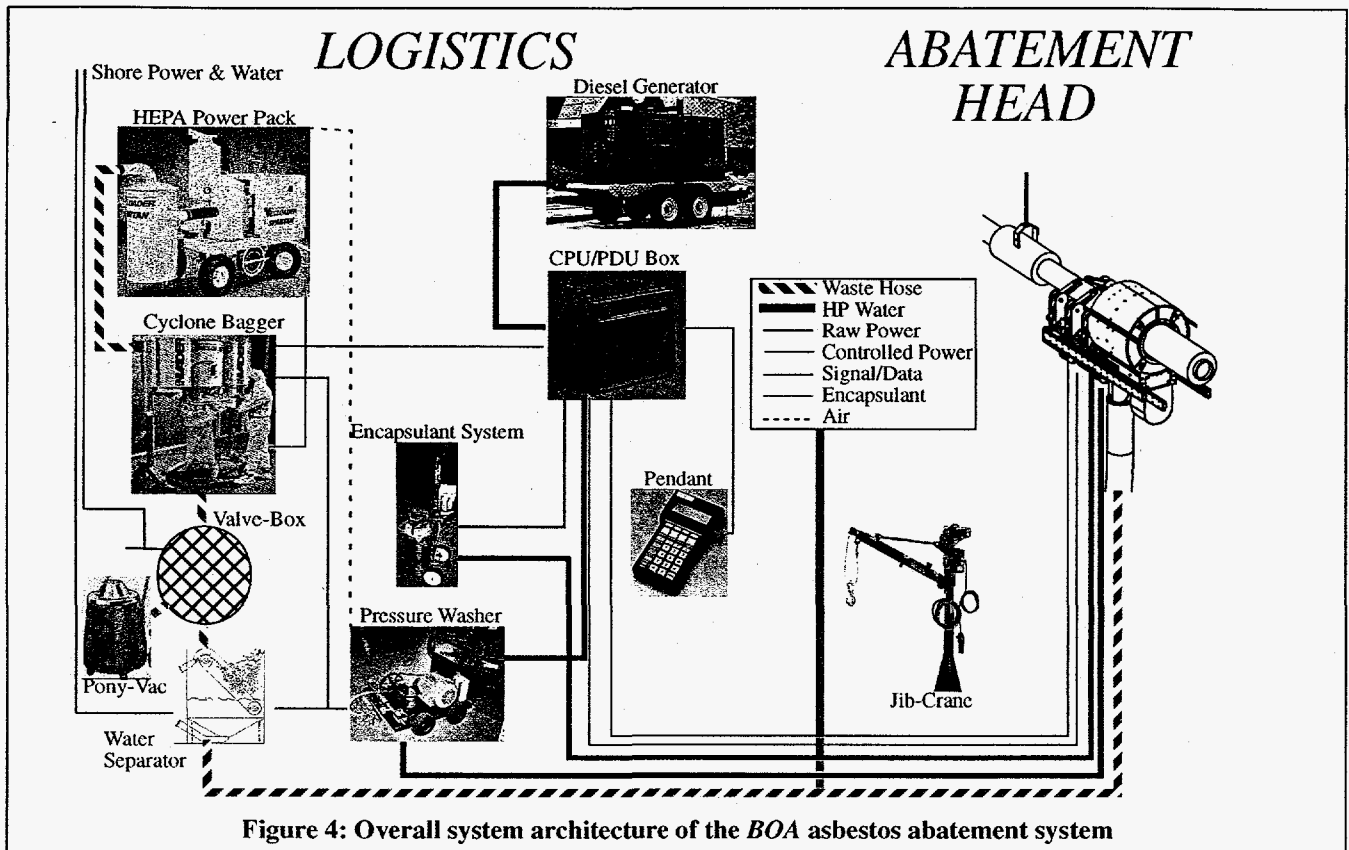 LOGISTICS
ABATEMENT
HEAD
Shore Power & Water
HEPA Power Pack
Diesel Generator
CPU/PDU Box
Cyclone Bagger
Waste Hose
HP Water
Raw Power
Controlled Power
Signal/Data
Encapsulant
Air
Encapsulant System
Pendant
Valve-Box
Pressure Washer
Pony-Vac
Jib-Crane
Water
Separator
Figure 4: Overall system architecture of the BOA asbestos abatement system